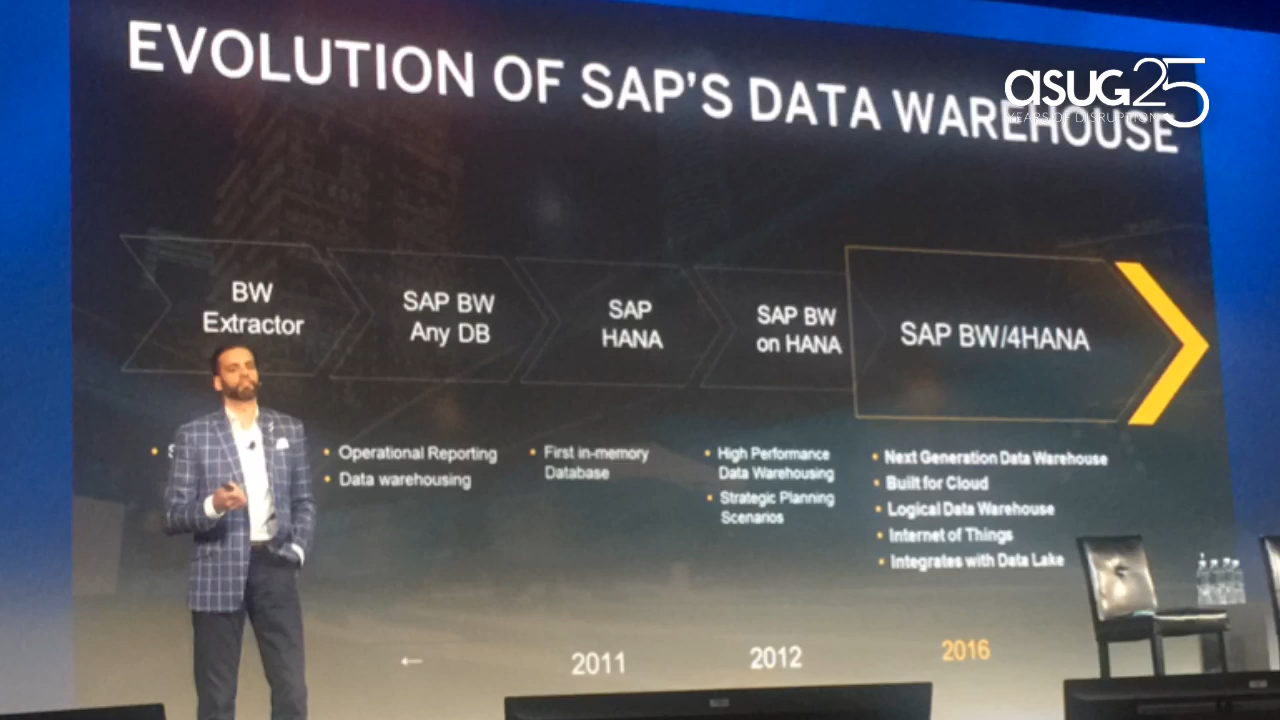 EVOLUTION OF SAP'S DATA WAREHOUSE
asug25
YEARS OF DISRUPTION
BW
Extractor
SAP BW
Any DB
SAP
HANA
SAP BW
on HANA
SAP BW/4HANA
• Operational Reporting
• Data warehousing
• First in-memory
Database
• High Performance
Data Warehousing
• Strategic Planning
Scenarios
• Next Generation Data Warehouse
• Built for Cloud
• Logical Data Warehouse
• Internet of Things
• Integrates with Data Lake
←
2011
2012
2016